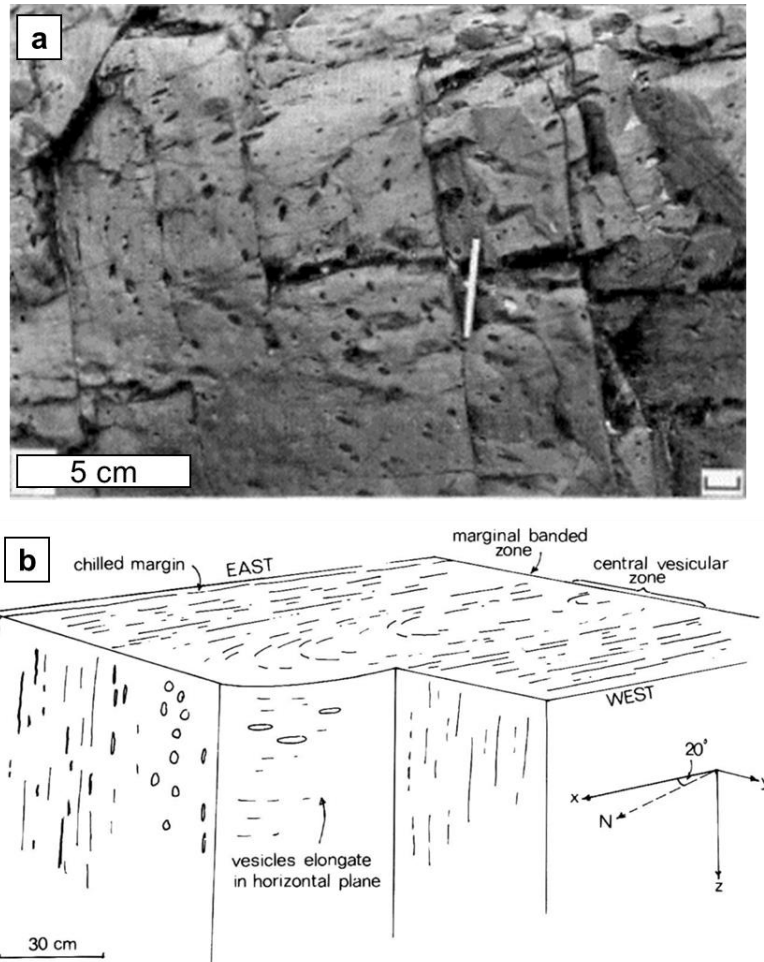 a
5 cm
b
chilled margin
EAST
marginal banded
zone
central vesicular
zone
WEST
20°
x
y
N
z
vesicles elongate
in horizontal plane
30 cm